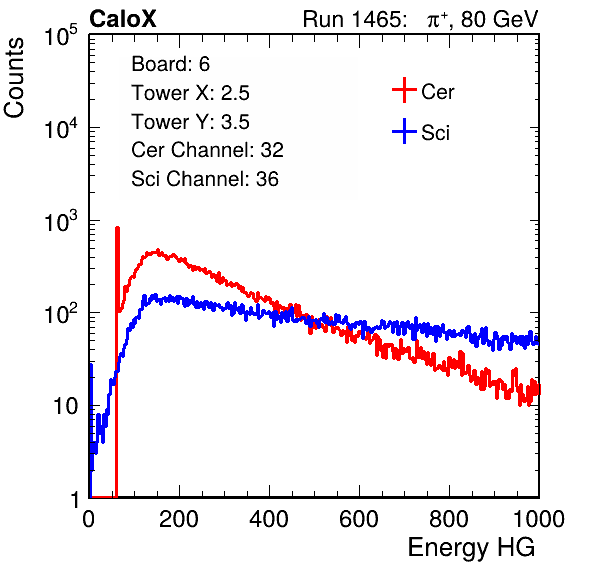 CaloX Run 1465: π⁺, 80 GeV
Counts
10⁵
10⁴
10³
10²
10
1
Board: 6
Tower X: 2.5
Tower Y: 3.5
Cer Channel: 32
Sci Channel: 36
Cer
Sci
0 200 400 600 800 1000
Energy HG